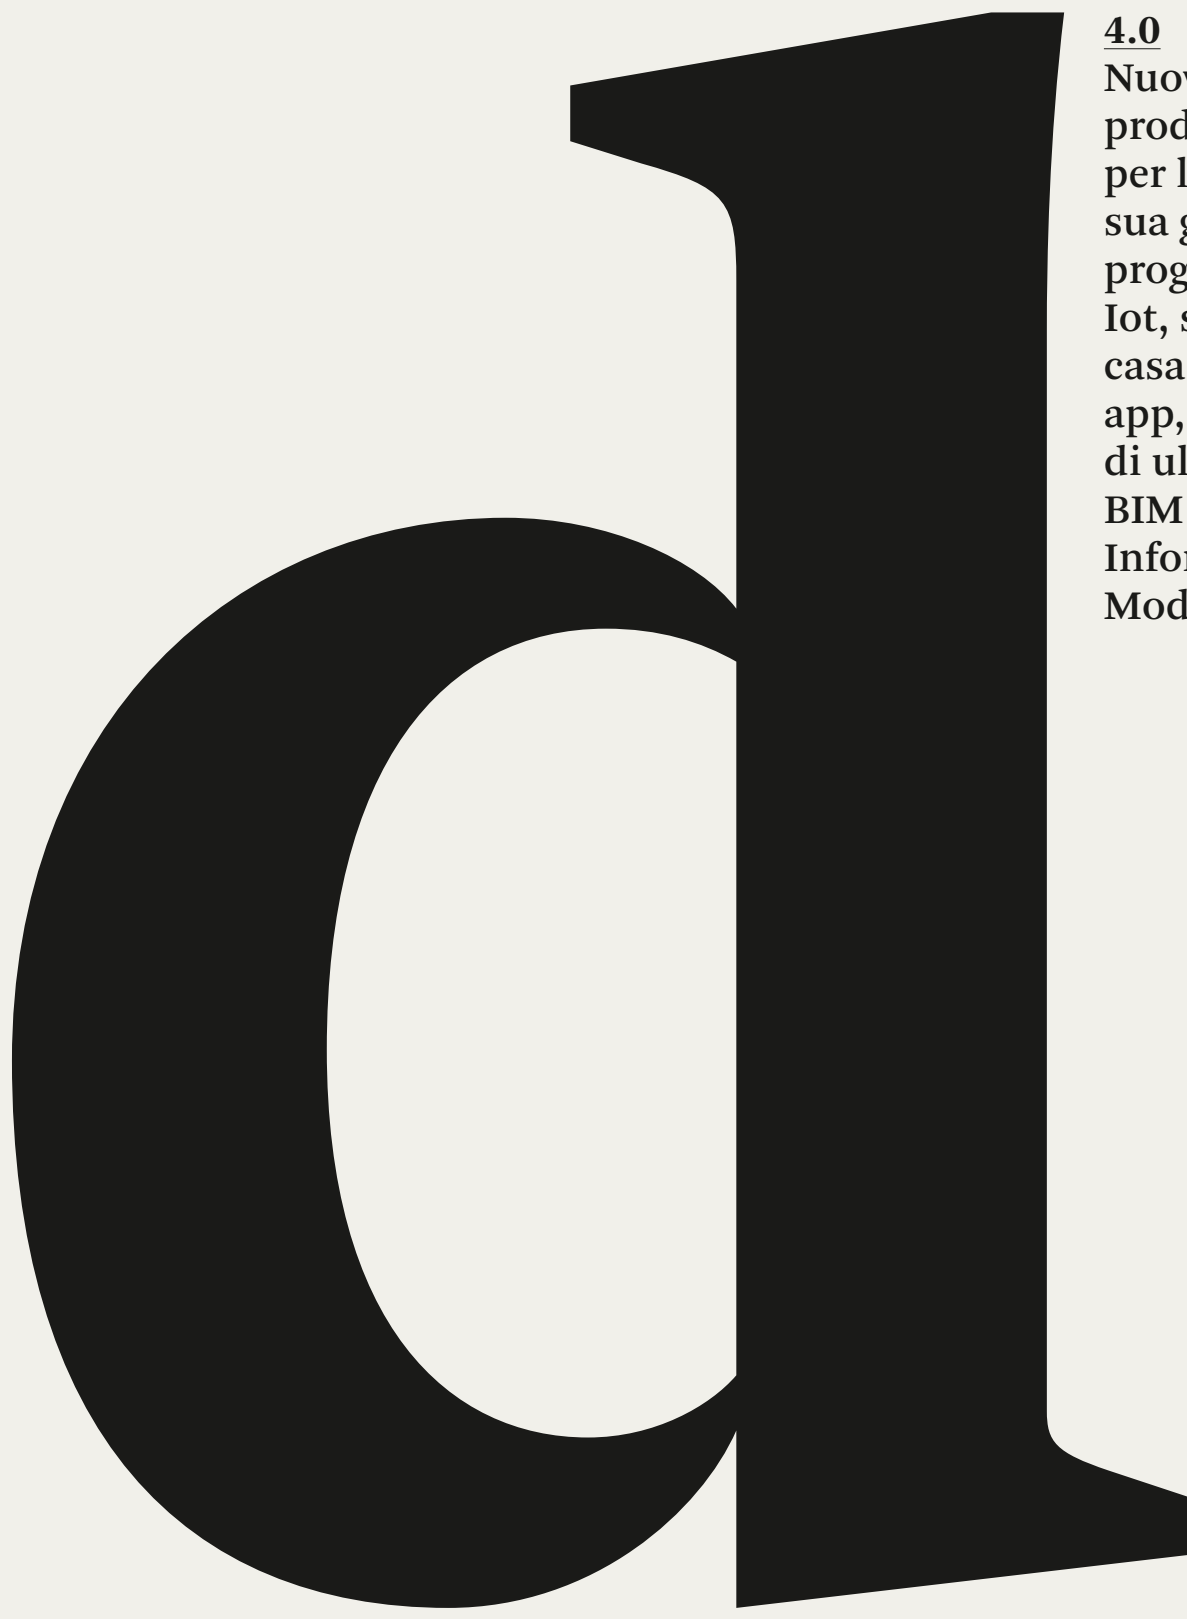 d
4.0
Nuov
prod
per l
sua g
prog
Iot, s
casa
app,
di ul
BIM
Infor
Mod